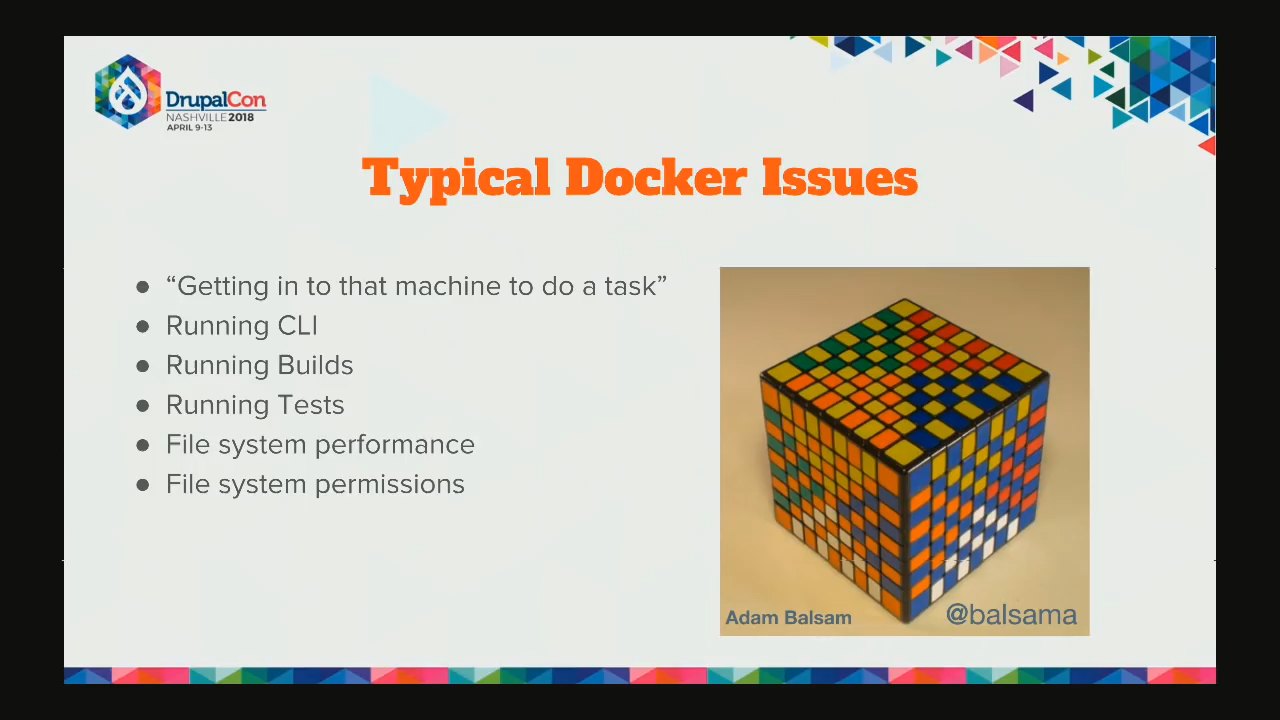 DrupalCon
NASHVILLE 2018
APRIL 9-13
Typical Docker Issues
● “Getting in to that machine to do a task”
● Running CLI
● Running Builds
● Running Tests
● File system performance
● File system permissions
Adam Balsam
@balsama